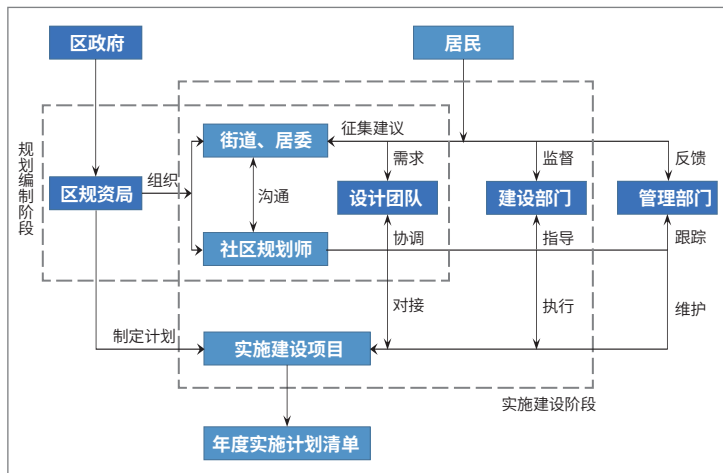 区政府
居民
街道、居委
征集建议
需求
监督
反馈
规划编制阶段
区规资局
组织
沟通
设计团队
建设部门
管理部门
社区规划师
协调
指导
跟踪
对接
执行
维护
制定计划
实施建设项目
实施建设阶段
年度实施计划清单